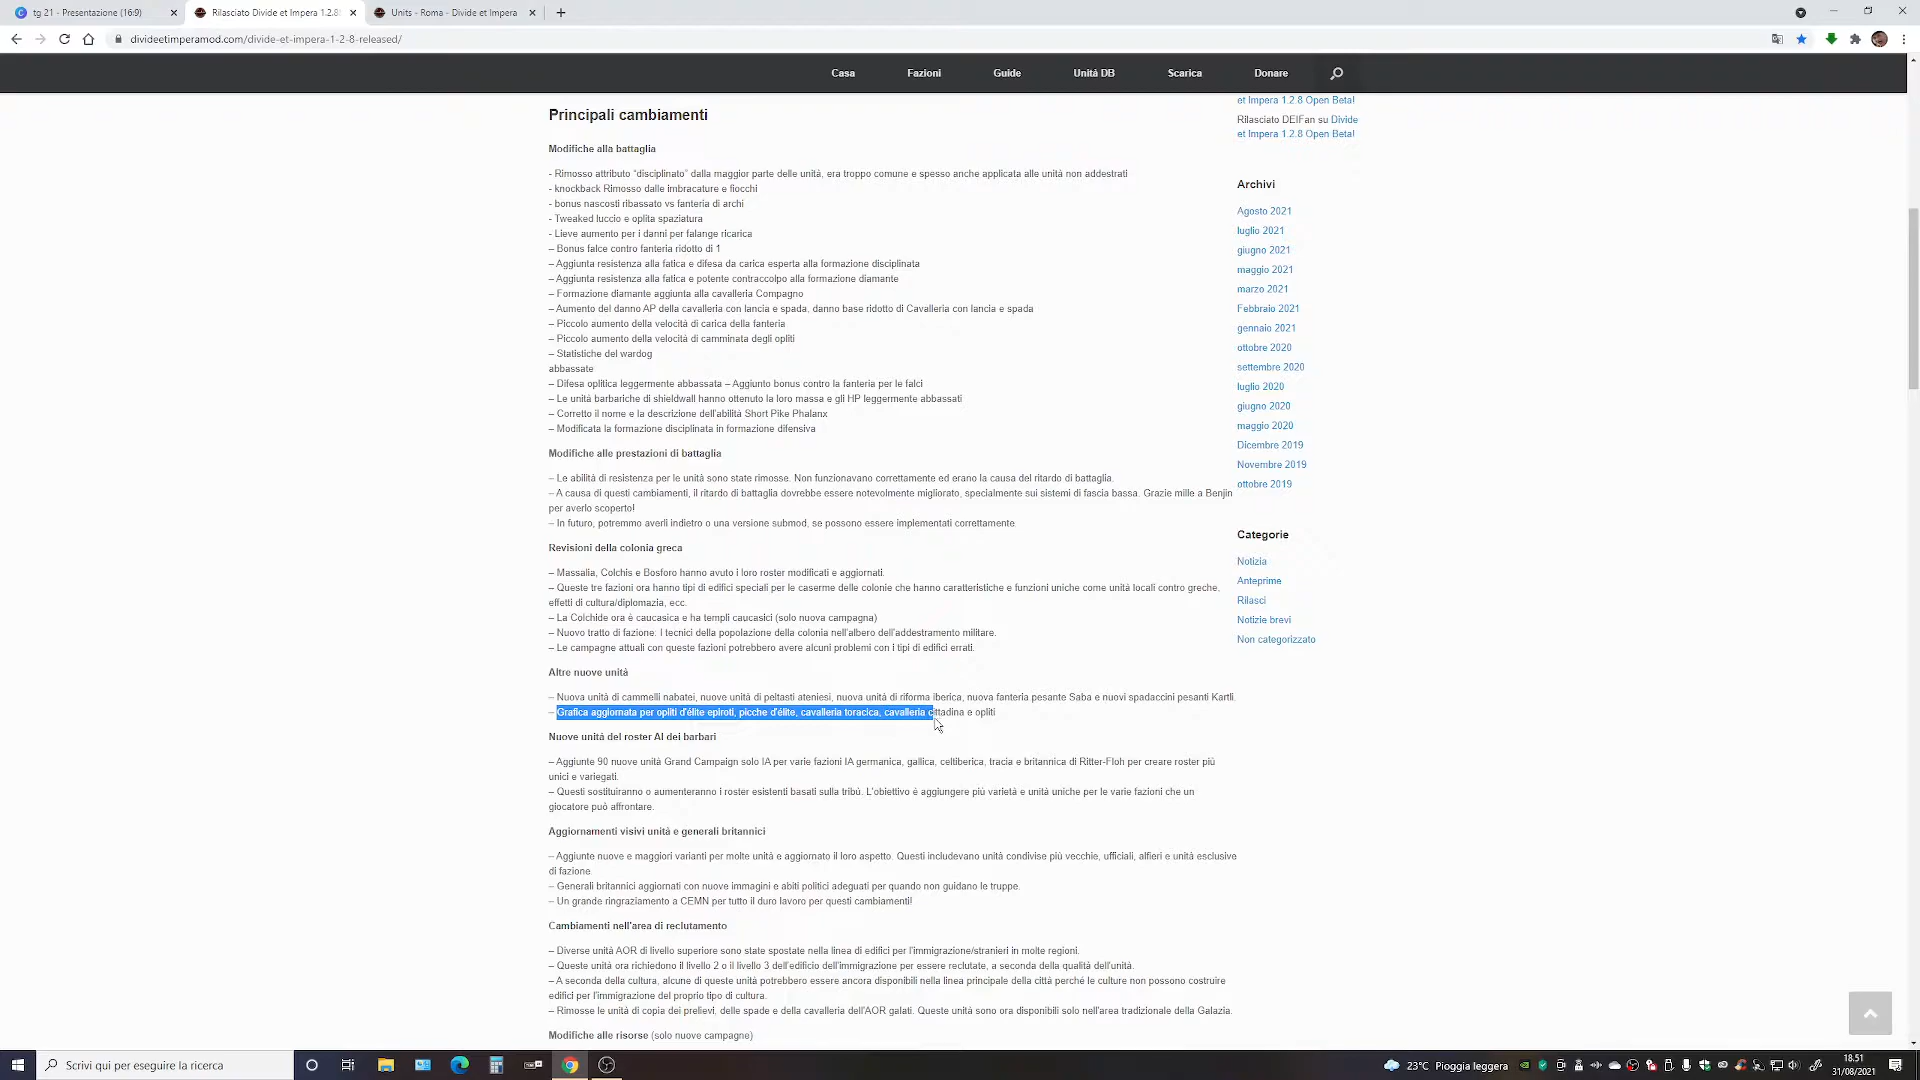 tg 21 - Presentazione (16:9)
Rilasciato Divide et Impera 1.2.8
Units - Roma - Divide et Impera
divideetimperamod.com/divide-et-impera-1-2-8-released/
Casa
Fazioni
Guide
Unità DB
Scarica
Donare
Principali cambiamenti
Modifiche alla battaglia
- Rimosso attributo “disciplinato” dalla maggior parte delle unità, era troppo comune e spesso anche applicata alle unità non addestrati
- knockback Rimosso dalle imbracature e fiocchi
- bonus nascosti ribassato vs fanteria di archi
- Tweaked luccio e oplita spaziatura
- Lieve aumento per i danni per falange ricarica
– Bonus falce contro fanteria ridotto di 1
– Aggiunta resistenza alla fatica e difesa da carica esperta alla formazione disciplinata
– Aggiunta resistenza alla fatica e potente contraccolpo alla formazione diamante
– Formazione diamante aggiunta alla cavalleria Compagno
– Aumento del danno AP della cavalleria con lancia e spada, danno base ridotto di Cavalleria con lancia e spada
– Piccolo aumento della velocità di carica della fanteria
– Piccolo aumento della velocità di camminata degli opliti
– Statistiche del wardog
abbassate
– Difesa oplitica leggermente abbassata – Aggiunto bonus contro la fanteria per le falci
– Le unità barbariche di shieldwall hanno ottenuto la loro massa e gli HP leggermente abbassati
– Corretto il nome e la descrizione dell'abilità Short Pike Phalanx
– Modificata la formazione disciplinata in formazione difensiva
Modifiche alle prestazioni di battaglia
– Le abilità di resistenza per le unità sono state rimosse. Non funzionavano correttamente ed erano la causa del ritardo di battaglia.
– A causa di questi cambiamenti, il ritardo di battaglia dovrebbe essere notevolmente migliorato, specialmente sui sistemi di fascia bassa. Grazie mille a Benjin
per averlo scoperto!
– In futuro, potremmo averli indietro o una versione submod, se possono essere implementati correttamente.
Revisioni della colonia greca
– Massalia, Colchis e Bosforo hanno avuto i loro roster modificati e aggiornati.
– Queste tre fazioni ora hanno tipi di edifici speciali per le caserme delle colonie che hanno caratteristiche e funzioni uniche come unità locali contro greche,
effetti di cultura/diplomazia, ecc.
– La Colchide ora è caucasica e ha templi caucasici (solo nuova campagna)
– Nuovo tratto di fazione: I tecnici della popolazione della colonia nell'albero dell'addestramento militare.
– Le campagne attuali con queste fazioni potrebbero avere alcuni problemi con i tipi di edifici errati.
Altre nuove unità
– Nuova unità di cammelli nabatei, nuove unità di peltasti ateniesi, nuova unità di riforma iberica, nuova fanteria pesante Saba e nuovi spadaccini pesanti Kartli.
– Grafica aggiornata per opliti d'élite epiroti, picche d'élite, cavalleria toracica, cavalleria cittadina e opliti
Nuove unità del roster AI dei barbari
– Aggiunte 90 nuove unità Grand Campaign solo IA per varie fazioni IA germanica, gallica, celtiberica, tracia e britannica di Ritter-Floh per creare roster più
unici e variegati.
– Questi sostituiranno o aumenteranno i roster esistenti basati sulla tribù. L'obiettivo è aggiungere più varietà e unità uniche per le varie fazioni che un
giocatore può affrontare.
Aggiornamenti visivi unità e generali britannici
– Aggiunte nuove e maggiori varianti per molte unità e aggiornato il loro aspetto. Questi includevano unità condivise più vecchie, ufficiali, alfieri e unità esclusive
di fazione.
– Generali britannici aggiornati con nuove immagini e abiti politici adeguati per quando non guidano le truppe.
– Un grande ringraziamento a CEMN per tutto il duro lavoro per questi cambiamenti!
Cambiamenti nell'area di reclutamento
– Diverse unità AOR di livello superiore sono state spostate nella linea di edifici per l'immigrazione/stranieri in molte regioni.
– Queste unità ora richiedono il livello 2 o il livello 3 dell'edificio dell'immigrazione per essere reclutate, a seconda della qualità dell'unità.
– A seconda della cultura, alcune di queste unità potrebbero essere ancora disponibili nella linea principale della città perché le culture non possono costruire
edifici per l'immigrazione del proprio tipo di cultura.
– Rimosse le unità di copia dei prelievi, delle spade e della cavalleria dell'AOR galati. Queste unità sono ora disponibili solo nell'area tradizionale della Galazia.
Modifiche alle risorse (solo nuove campagne)
et Impera 1.2.8 Open Beta!
Rilasciato DEIFan su Divide
et Impera 1.2.8 Open Beta!
Archivi
Agosto 2021
luglio 2021
giugno 2021
maggio 2021
marzo 2021
Febbraio 2021
gennaio 2021
ottobre 2020
settembre 2020
luglio 2020
giugno 2020
maggio 2020
Dicembre 2019
Novembre 2019
ottobre 2019
Categorie
Notizia
Anteprime
Rilasci
Notizie brevi
Non categorizzato
Scrivi qui per eseguire la ricerca
23°C Pioggia leggera
18.51
31/08/2021